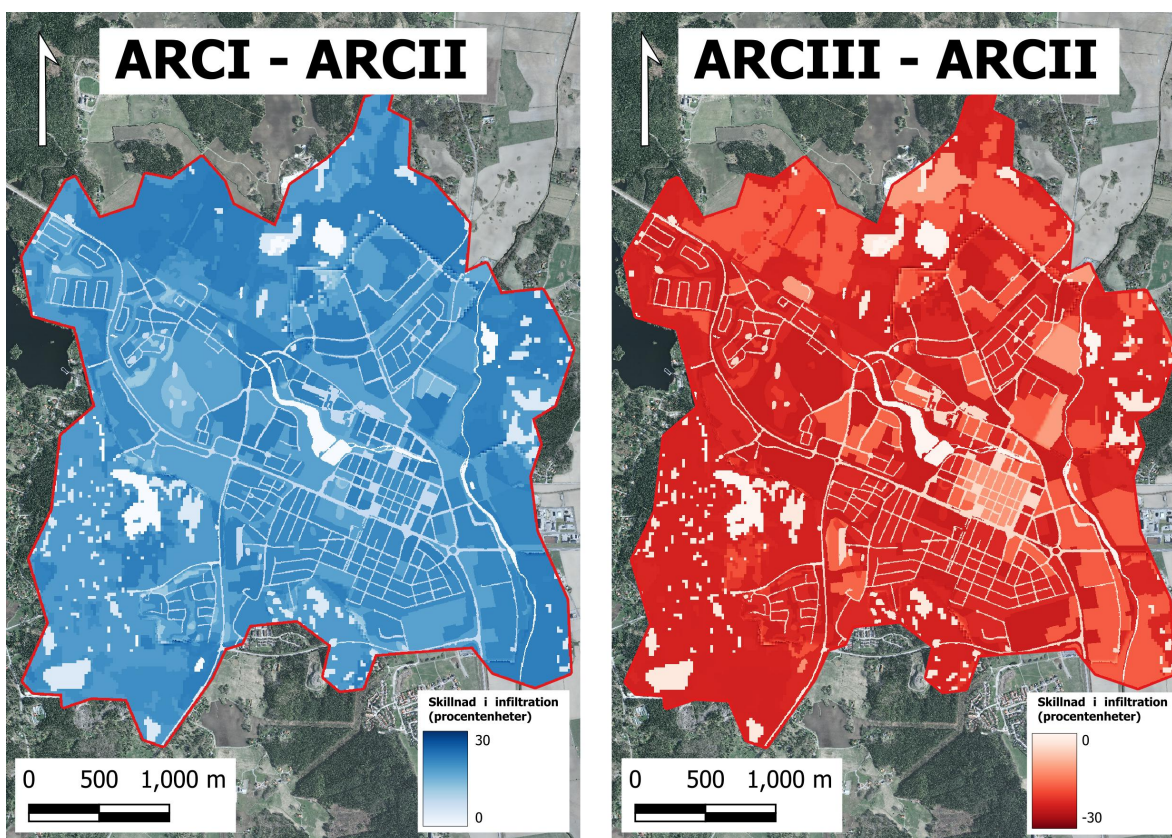 ARCI - ARCII
Skillnad i infiltration
(procentenheter)
30
0
0 500 1,000 m
ARCIII - ARCII
Skillnad i infiltration
(procentenheter)
0
-30
0 500 1,000 m